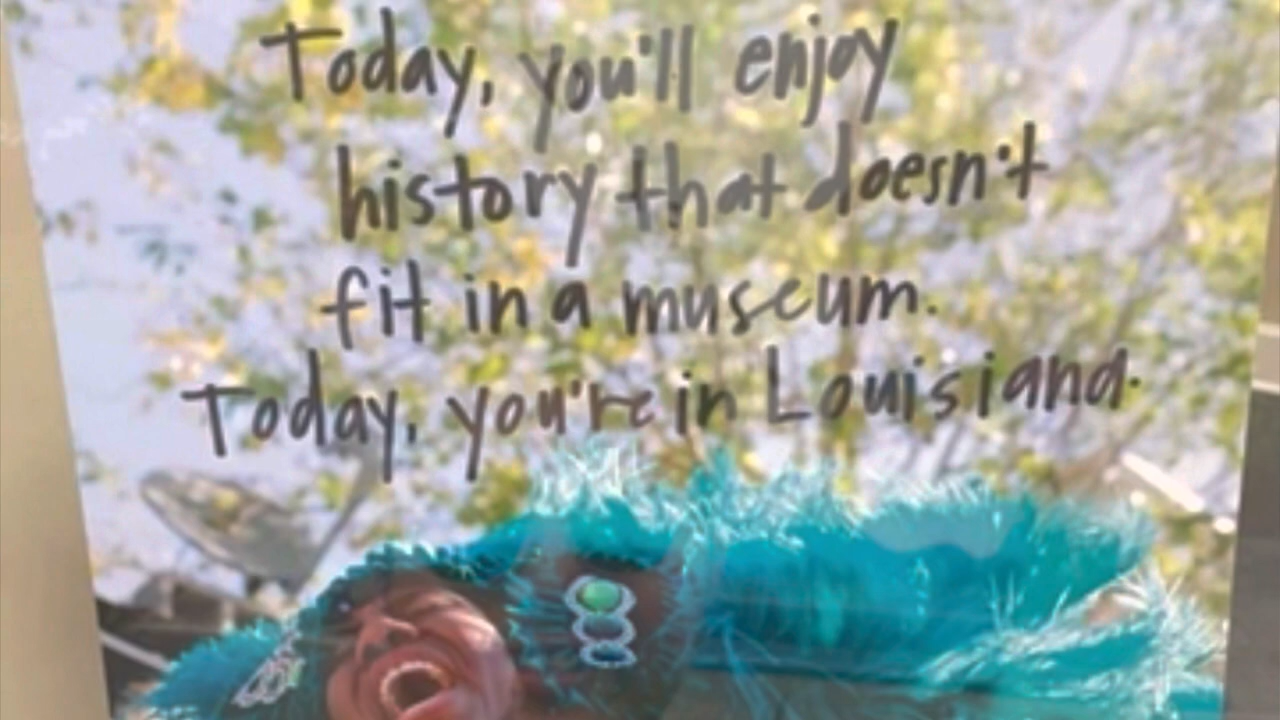 Today, you'll enjoy
history that doesn't
fit in a museum.
Today, you're in Louisiana.